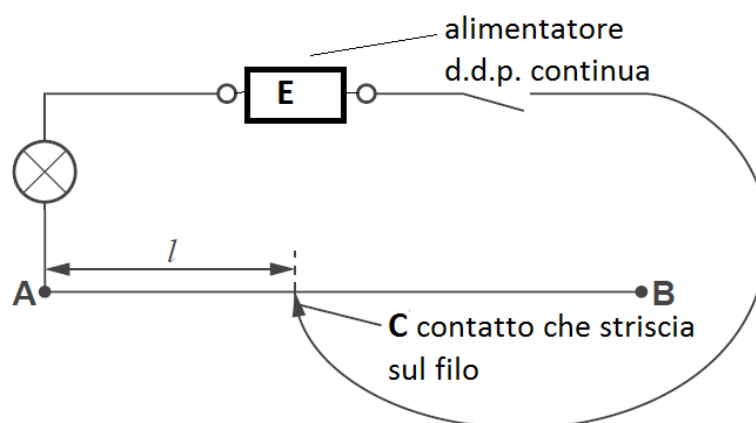 alimentatore
d.d.p. continua
E
l
A
B
C contatto che striscia
sul filo